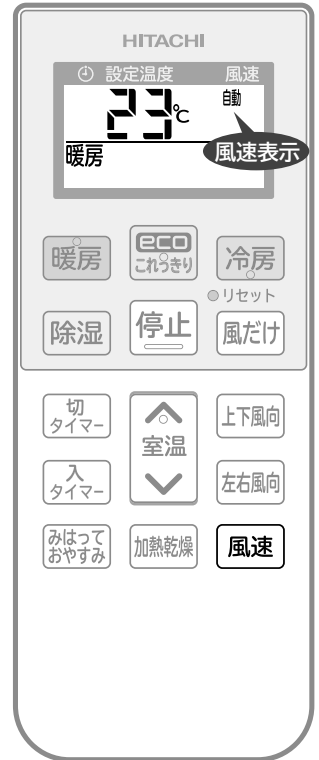 HITACHI
設定温度 風速
23℃ 自動
暖房
風速表示
暖房 eco これっきり 冷房
リセット
除湿 停止 風だけ
切タイマー 室温 上下風向
入タイマー 左右風向
みはっておやすみ 加熱乾燥 風速